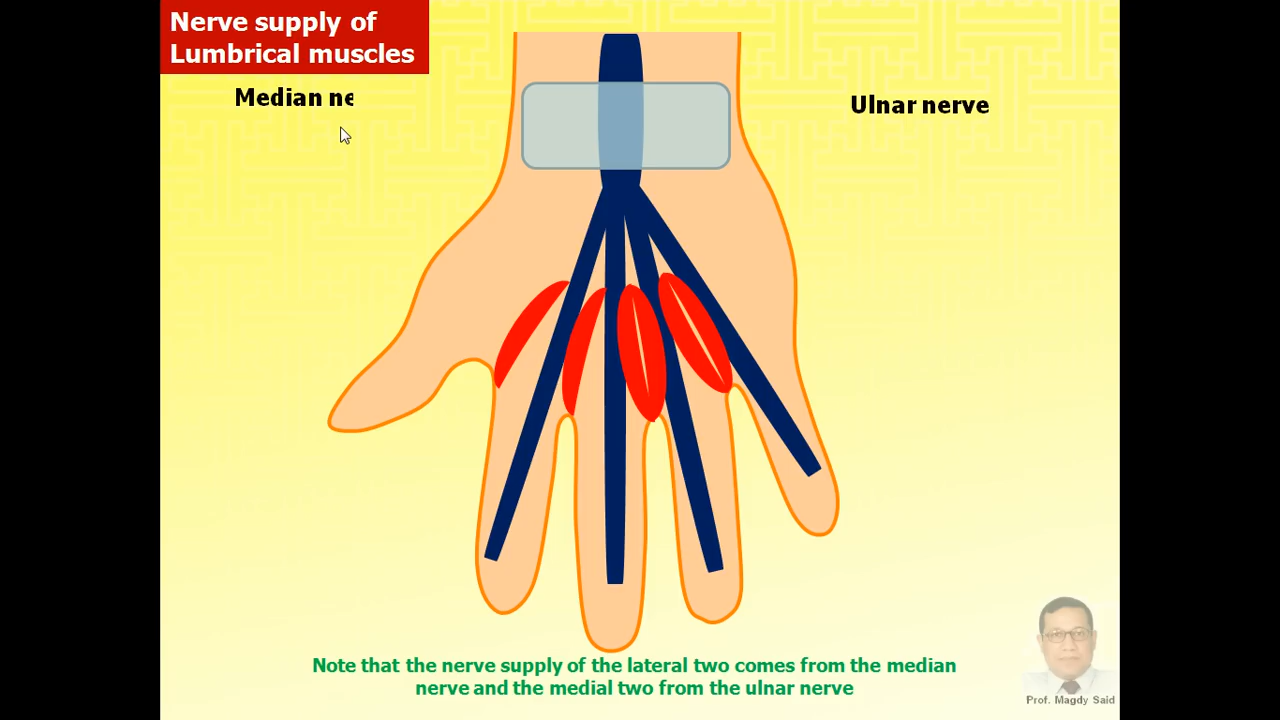 Nerve supply of
Lumbrical muscles
Median ne
Ulnar nerve
Note that the nerve supply of the lateral two comes from the median
nerve and the medial two from the ulnar nerve
Prof. Magdy Said